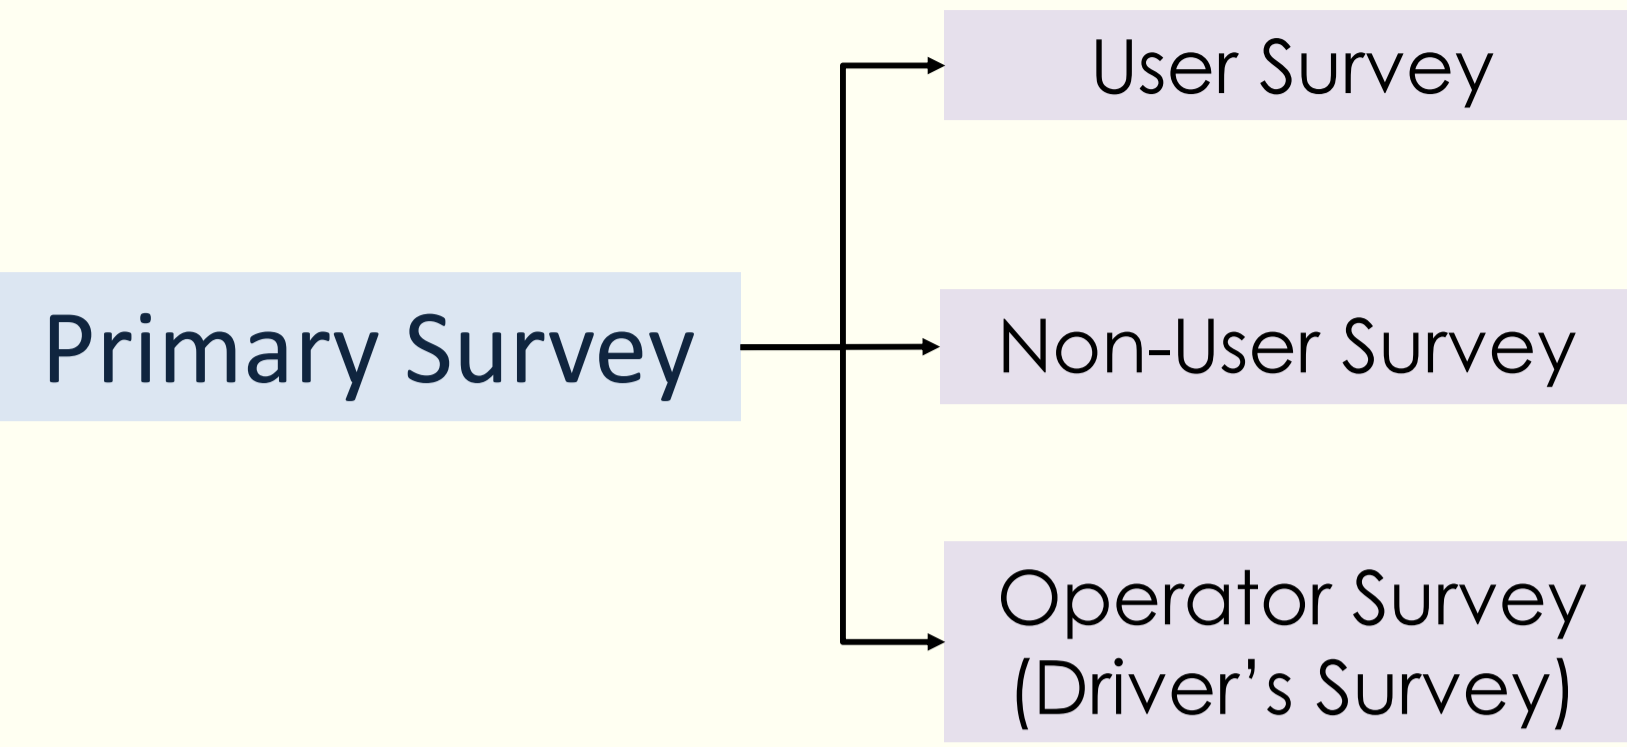 User Survey
Primary Survey
Non-User Survey
Operator Survey
(Driver’s Survey)